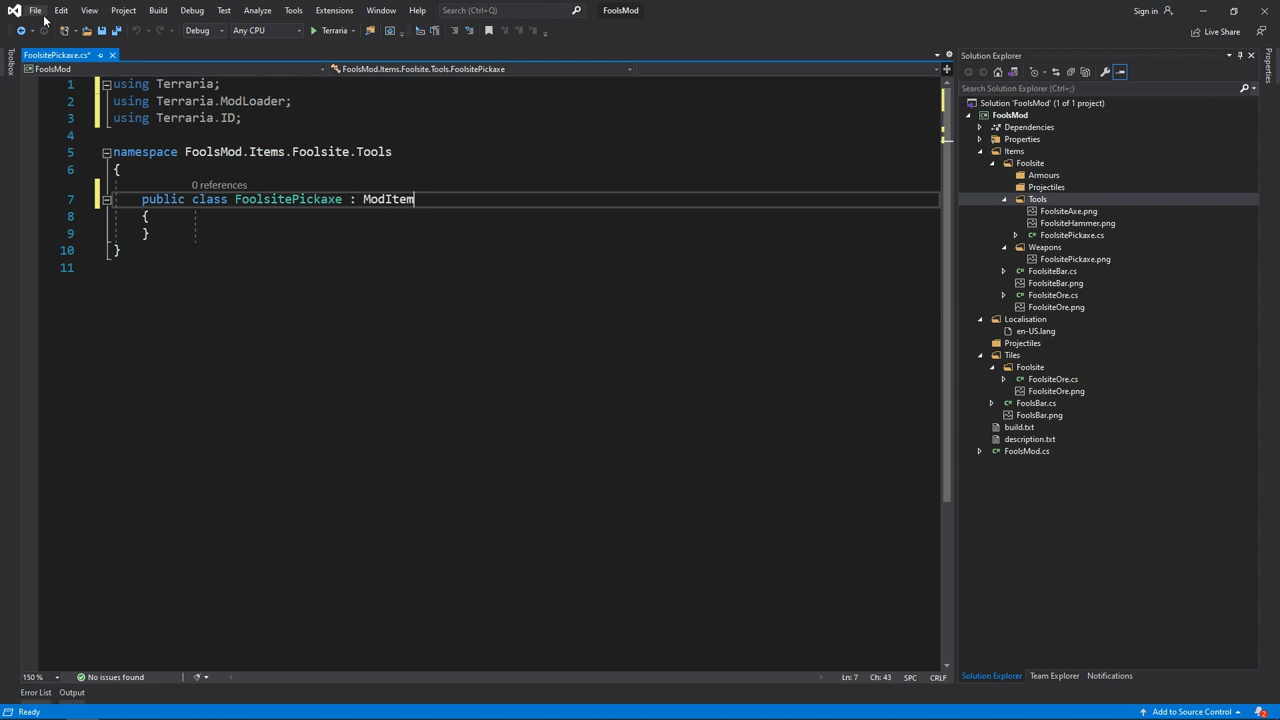 File Edit View Project Build Debug Test Analyze Tools Extensions Window Help Search (Ctrl+Q) FoolsMod Sign in
Debug Any CPU Terraria Live Share
FoolsitePickaxe.cs* Solution Explorer
Toolbox
FoolsMod FoolsMod.Items.Foolsite.Tools.FoolsitePickaxe
Properties
Search Solution Explorer (Ctrl+;)
1 using Terraria;
2 using Terraria.ModLoader;
3 using Terraria.ID;
4
5 namespace FoolsMod.Items.Foolsite.Tools
6 {
0 references
7 public class FoolsitePickaxe : ModItem
8 {
9 }
10 }
11
Solution 'FoolsMod' (1 of 1 project)
FoolsMod
Dependencies
Properties
Items
Foolsite
Armours
Projectiles
Tools
FoolsiteAxe.png
FoolsiteHammer.png
FoolsitePickaxe.cs
Weapons
FoolsitePickaxe.png
FoolsiteBar.cs
FoolsiteBar.png
FoolsiteOre.cs
FoolsiteOre.png
Localisation
en-US.lang
Projectiles
Tiles
Foolsite
FoolsiteOre.cs
FoolsiteOre.png
FoolsBar.cs
FoolsBar.png
build.txt
description.txt
FoolsMod.cs
150 % No issues found Ln: 7 Ch: 43 SPC CRLF
Solution Explorer Team Explorer Notifications
Error List Output
Ready Add to Source Control 2